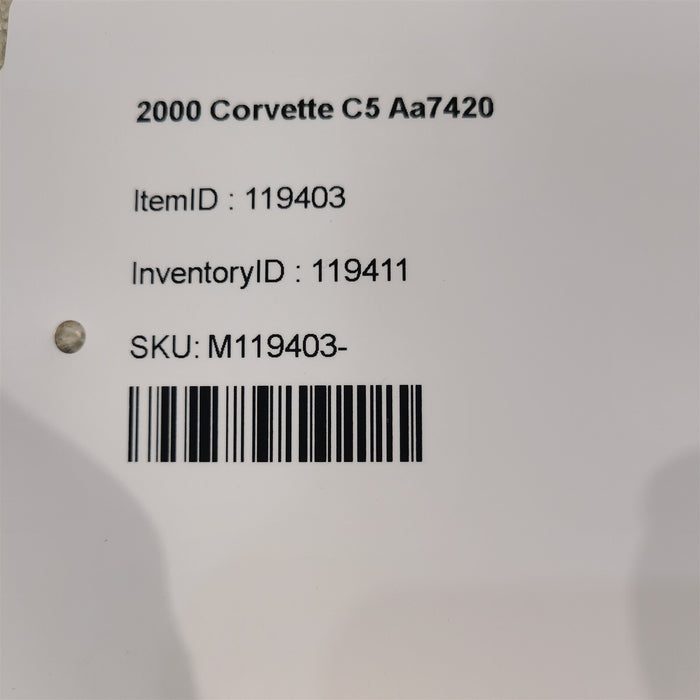 2000 Corvette C5 Aa7420
ItemID : 119403
InventoryID : 119411
SKU: M119403-